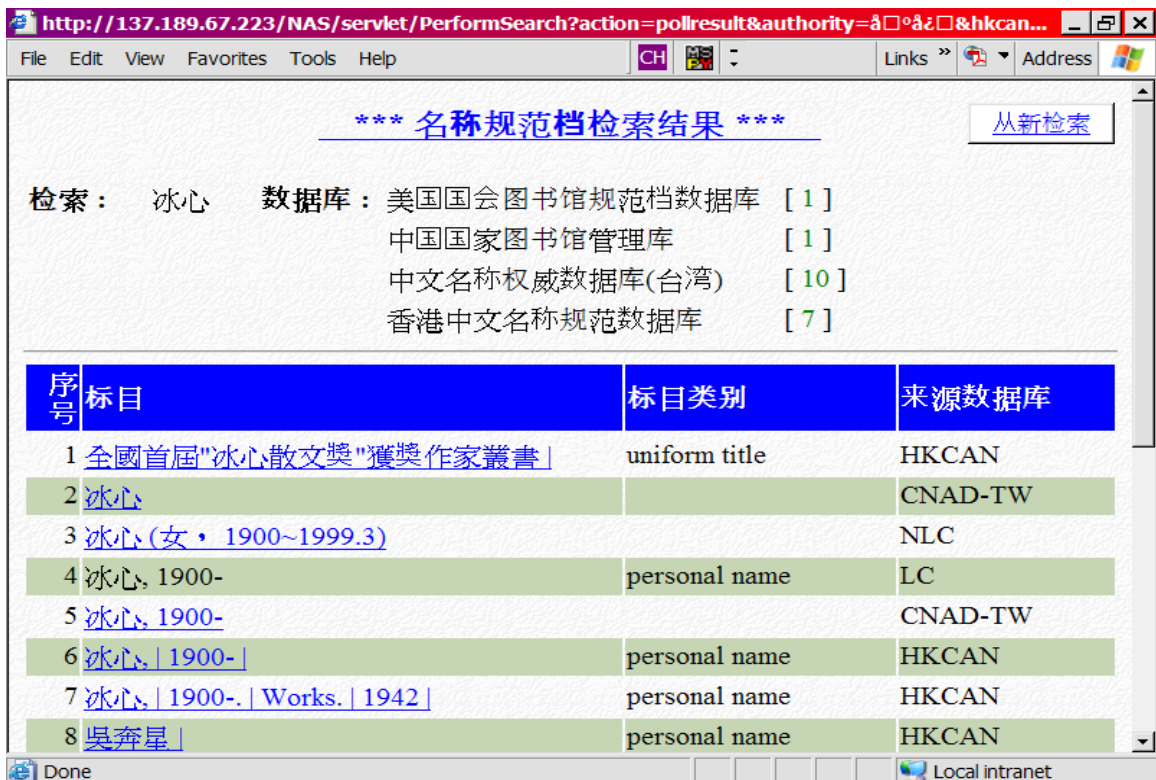 http://137.189.67.223/NAS/servlet/PerformSearch?action=pollresult&authority=å□ºå¿□&hkcan...
File Edit View Favorites Tools Help CH Links » Address
*** 名称规范档检索结果 *** 从新检索
检索： 冰心 数据库： 美国国会图书馆规范档数据库 [ 1 ]
中国国家图书馆管理库 [ 1 ]
中文名称权威数据库(台湾) [ 10 ]
香港中文名称规范数据库 [ 7 ]
序号 标目 标目类别 来源数据库
1 全國首屆"冰心散文獎"獲獎作家叢書 | uniform title HKCAN
2 冰心 CNAD-TW
3 冰心 (女， 1900~1999.3) NLC
4 冰心, 1900- personal name LC
5 冰心, 1900- CNAD-TW
6 冰心, | 1900- | personal name HKCAN
7 冰心, | 1900-. | Works. | 1942 | personal name HKCAN
8 吳奔星 | personal name HKCAN
Done Local intranet